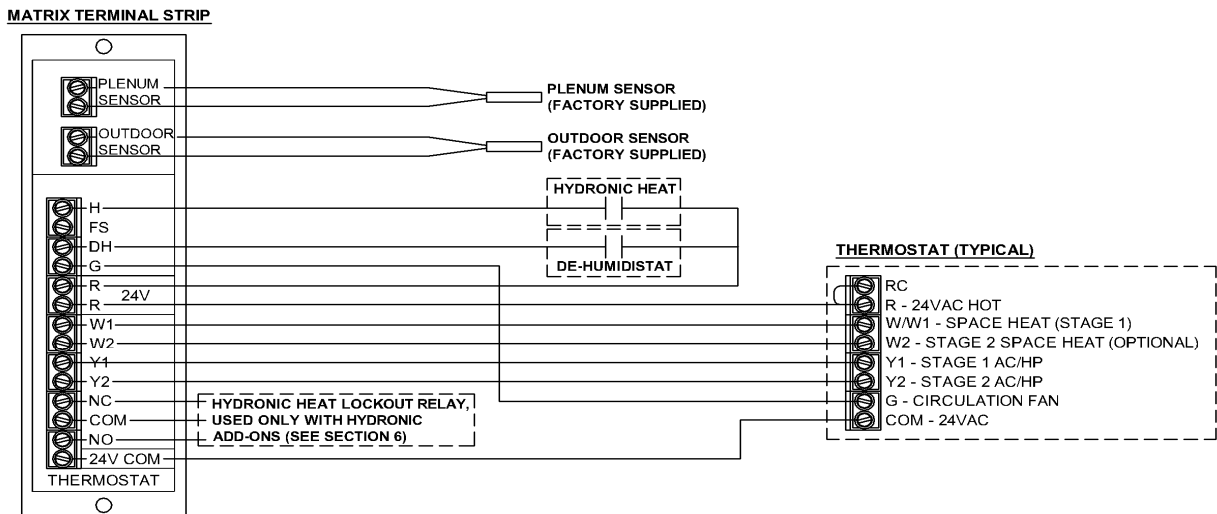 MATRIX TERMINAL STRIP
PLENUM
SENSOR
PLENUM SENSOR
(FACTORY SUPPLIED)
OUTDOOR
SENSOR
OUTDOOR SENSOR
(FACTORY SUPPLIED)
HYDRONIC HEAT
DE-HUMIDISTAT
H
FS
DH
G
R
24V
R
W1
W2
Y1
Y2
NC
COM
NO
24V COM
THERMOSTAT
HYDRONIC HEAT LOCKOUT RELAY,
USED ONLY WITH HYDRONIC
ADD-ONS (SEE SECTION 6)
THERMOSTAT (TYPICAL)
RC
R - 24VAC HOT
W/W1 - SPACE HEAT (STAGE 1)
W2 - STAGE 2 SPACE HEAT (OPTIONAL)
Y1 - STAGE 1 AC/HP
Y2 - STAGE 2 AC/HP
G - CIRCULATION FAN
COM - 24VAC